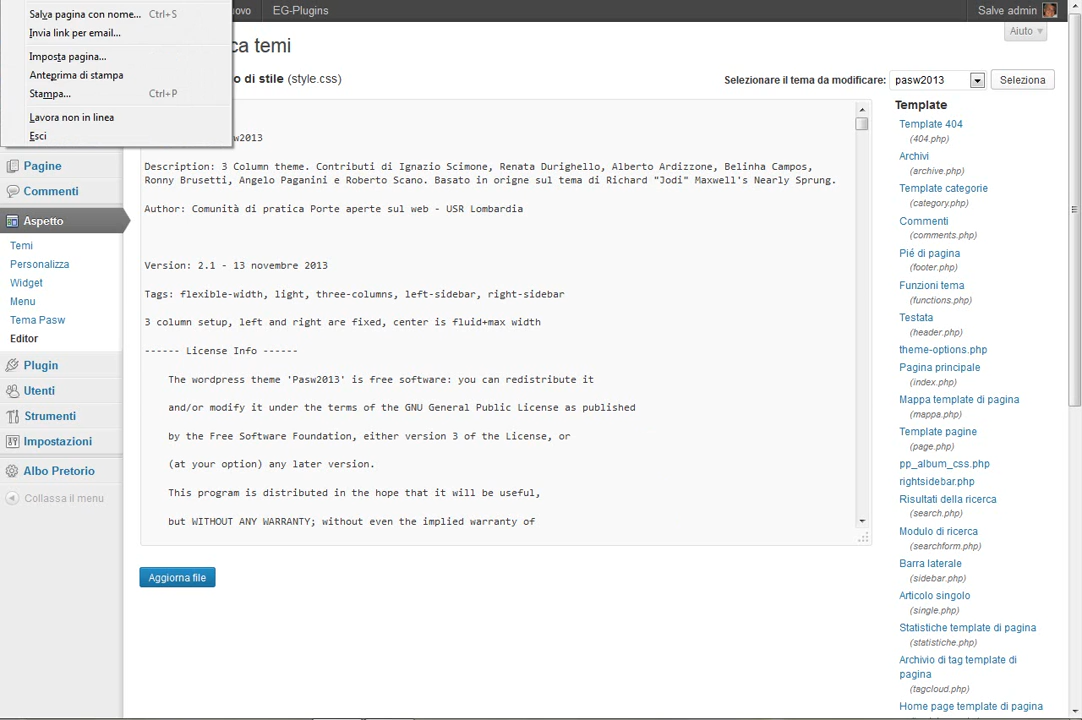 Salva pagina con nome... Ctrl+S
Invia link per email...
Imposta pagina...
Anteprima di stampa
Stampa... Ctrl+P
Lavora non in linea
Esci
EG-Plugins
Salve admin
Aiuto
ca temi
o di stile (style.css)
Selezionare il tema da modificare: pasw2013 Seleziona
Pagine
Commenti
Aspetto
Temi
Personalizza
Widget
Menu
Tema Pasw
Editor
Plugin
Utenti
Strumenti
Impostazioni
Albo Pretorio
Collassa il menu
w2013
Description: 3 Column theme. Contributi di Ignazio Scimone, Renata Durighello, Alberto Ardizzone, Belinha Campos,
Ronny Brusetti, Angelo Paganini e Roberto Scano. Basato in origne sul tema di Richard "Jodi" Maxwell's Nearly Sprung.
Author: Comunità di pratica Porte aperte sul web - USR Lombardia
Version: 2.1 - 13 novembre 2013
Tags: flexible-width, light, three-columns, left-sidebar, right-sidebar
3 column setup, left and right are fixed, center is fluid+max width
------ License Info ------
The wordpress theme 'Pasw2013' is free software: you can redistribute it
and/or modify it under the terms of the GNU General Public License as published
by the Free Software Foundation, either version 3 of the License, or
(at your option) any later version.
This program is distributed in the hope that it will be useful,
but WITHOUT ANY WARRANTY; without even the implied warranty of
Aggiorna file
Template
Template 404
(404.php)
Archivi
(archive.php)
Template categorie
(category.php)
Commenti
(comments.php)
Pié di pagina
(footer.php)
Funzioni tema
(functions.php)
Testata
(header.php)
theme-options.php
Pagina principale
(index.php)
Mappa template di pagina
(mappa.php)
Template pagine
(page.php)
pp_album_css.php
rightsidebar.php
Risultati della ricerca
(search.php)
Modulo di ricerca
(searchform.php)
Barra laterale
(sidebar.php)
Articolo singolo
(single.php)
Statistiche template di pagina
(statistiche.php)
Archivio di tag template di
pagina
(tagcloud.php)
Home page template di pagina